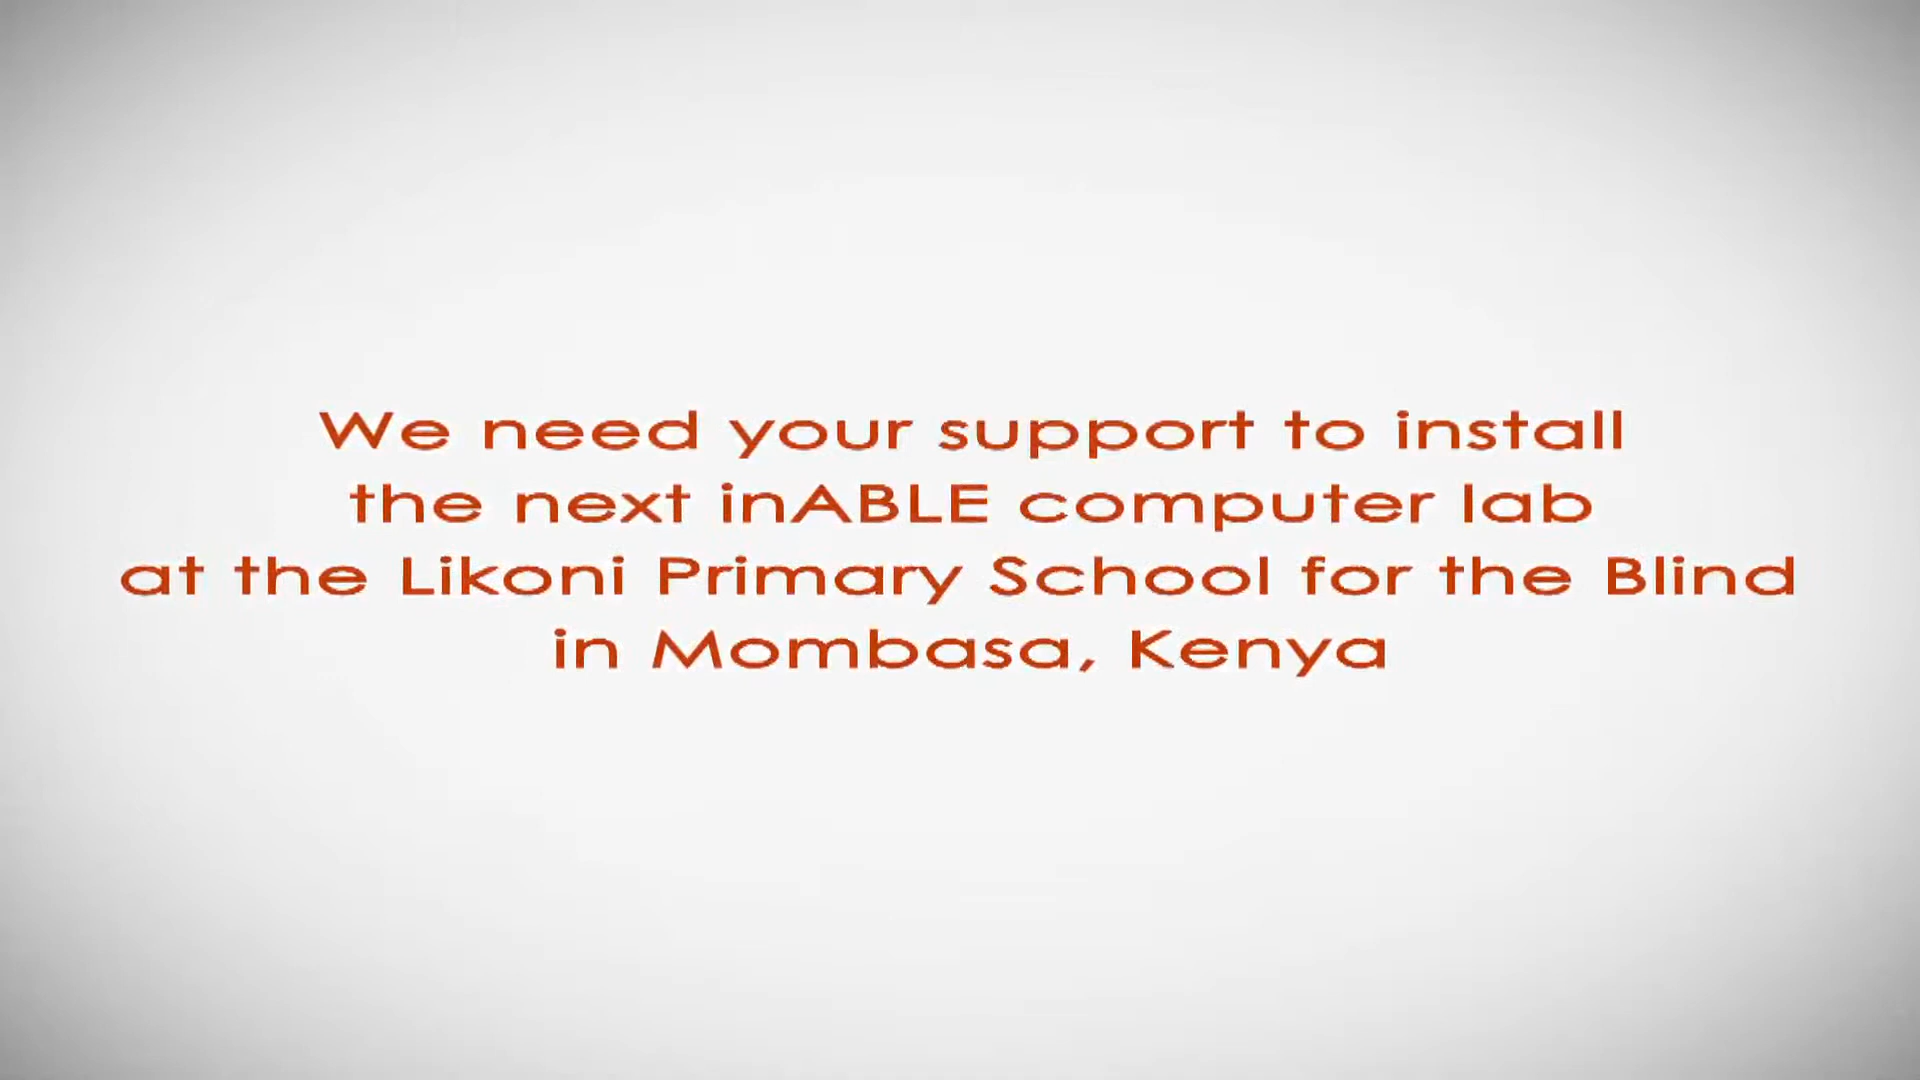 We need your support to install
the next inABLE computer lab
at the Likoni Primary School for the Blind
in Mombasa, Kenya